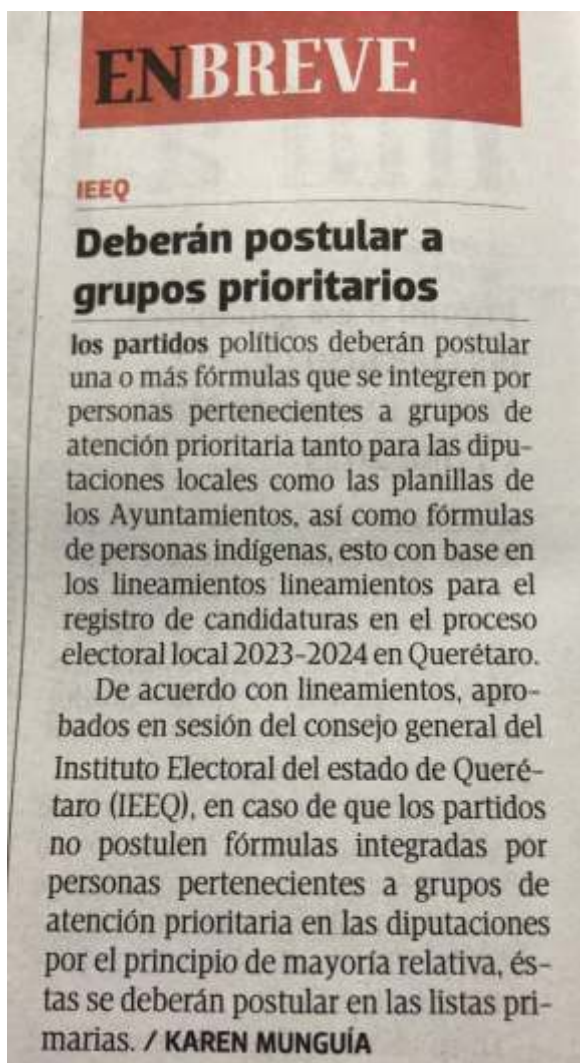 ENBREVE
IEEQ
Deberán postular a
grupos prioritarios
los partidos políticos deberán postular
una o más fórmulas que se integren por
personas pertenecientes a grupos de
atención prioritaria tanto para las dipu-
taciones locales como las planillas de
los Ayuntamientos, así como fórmulas
de personas indígenas, esto con base en
los lineamientos lineamientos para el
registro de candidaturas en el proceso
electoral local 2023-2024 en Querétaro.
De acuerdo con lineamientos, apro-
bados en sesión del consejo general del
Instituto Electoral del estado de Queré-
taro (IEEQ), en caso de que los partidos
no postulen fórmulas integradas por
personas pertenecientes a grupos de
atención prioritaria en las diputaciones
por el principio de mayoría relativa, és-
tas se deberán postular en las listas pri-
marias. / KAREN MUNGUÍA